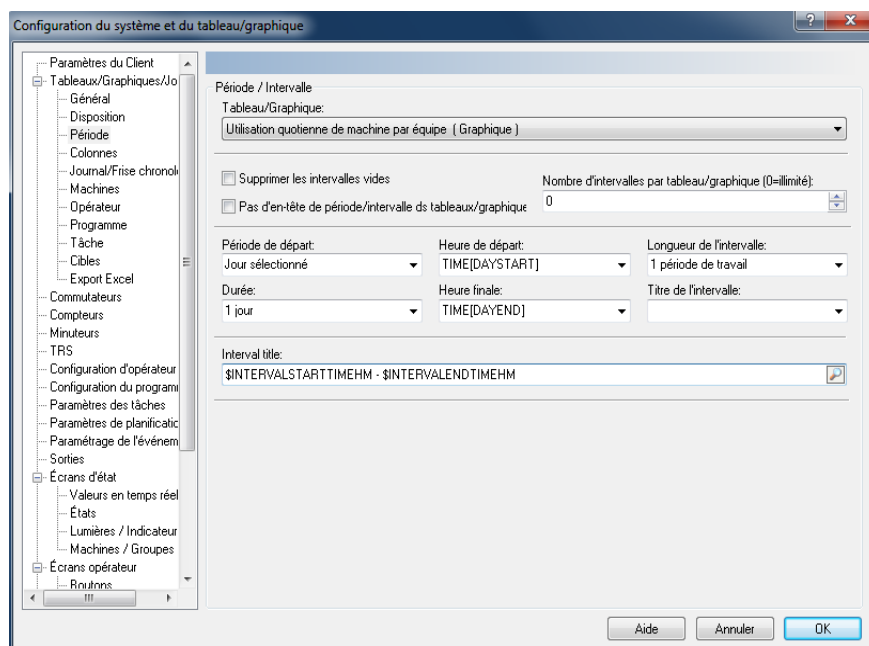 Configuration du système et du tableau/graphique
Paramètres du Client
Tableaux/Graphiques/Jo
Général
Disposition
Période
Colonnes
Journal/Frise chronol
Machines
Opérateur
Programme
Tâche
Cibles
Export Excel
Commutateurs
Compteurs
Minuteurs
TRS
Configuration d'opérateur
Configuration du programm
Paramètres des tâches
Paramètres de planificatic
Paramétrage de l'événem
Sorties
Écrans d'état
Valeurs en temps réel
États
Lumières / Indicateur
Machines / Groupes
Écrans opérateur
Boutons
Période / Intervalle
Tableau/Graphique:
Utilisation quotienne de machine par équipe ( Graphique )
Supprimer les intervalles vides
Nombre d'intervalles par tableau/graphique (0=illimité):
Pas d'en-tête de période/intervalle ds tableaux/graphique
0
Période de départ: Heure de départ: Longueur de l'intervalle:
Jour sélectionné TIME[DAYSTART] 1 période de travail
Durée: Heure finale: Titre de l'intervalle:
1 jour TIME[DAYEND]
Interval title:
$INTERVALSTARTTIMEHM - $INTERVALENDTIMEHM
Aide Annuler OK